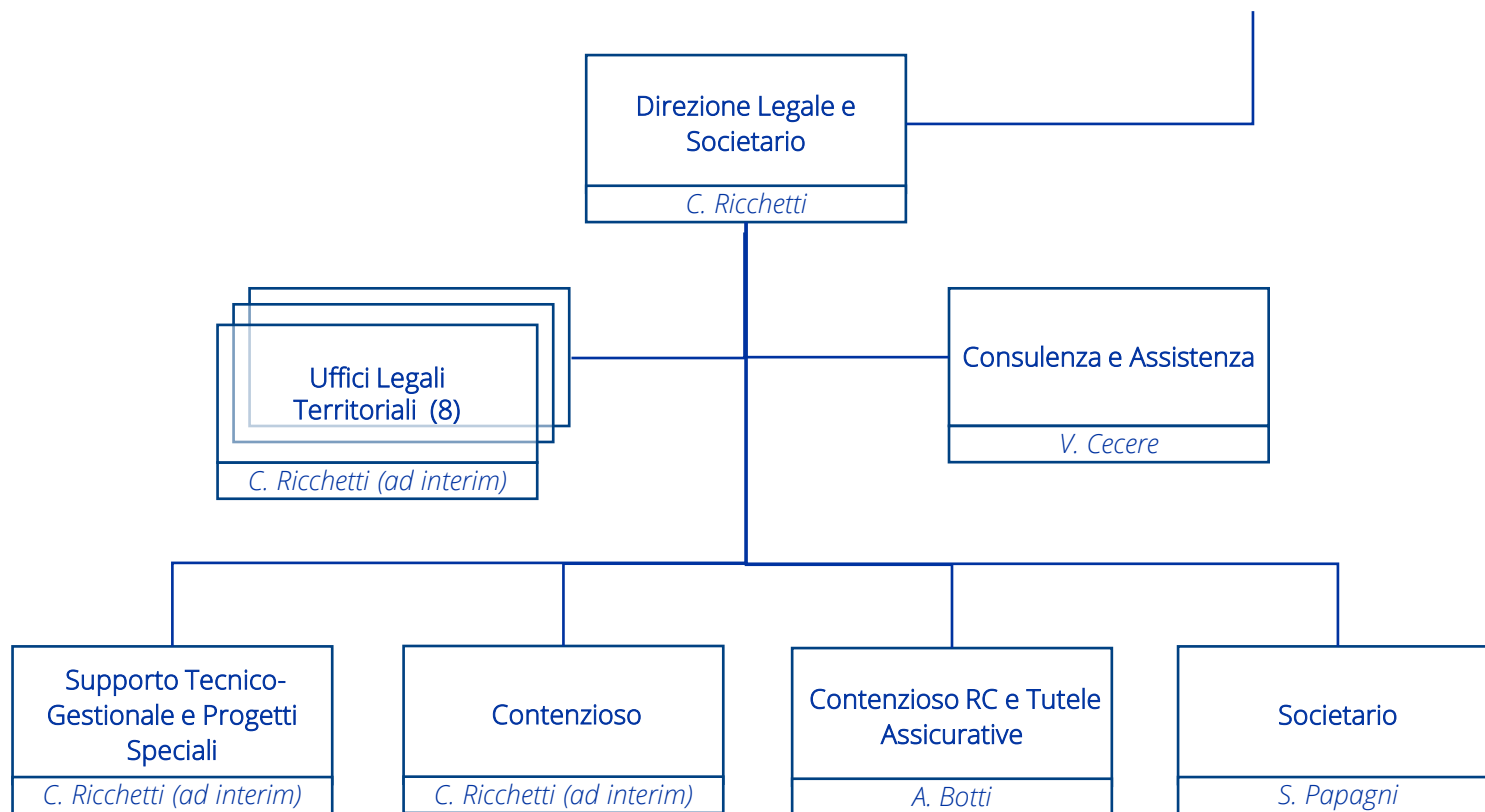 Direzione Legale e
Societario
C. Ricchetti
Uffici Legali
Territoriali (8)
C. Ricchetti (ad interim)
Consulenza e Assistenza
V. Cecere
Supporto Tecnico-
Gestionale e Progetti
Speciali
C. Ricchetti (ad interim)
Contenzioso
C. Ricchetti (ad interim)
Contenzioso RC e Tutele
Assicurative
A. Botti
Societario
S. Papagni